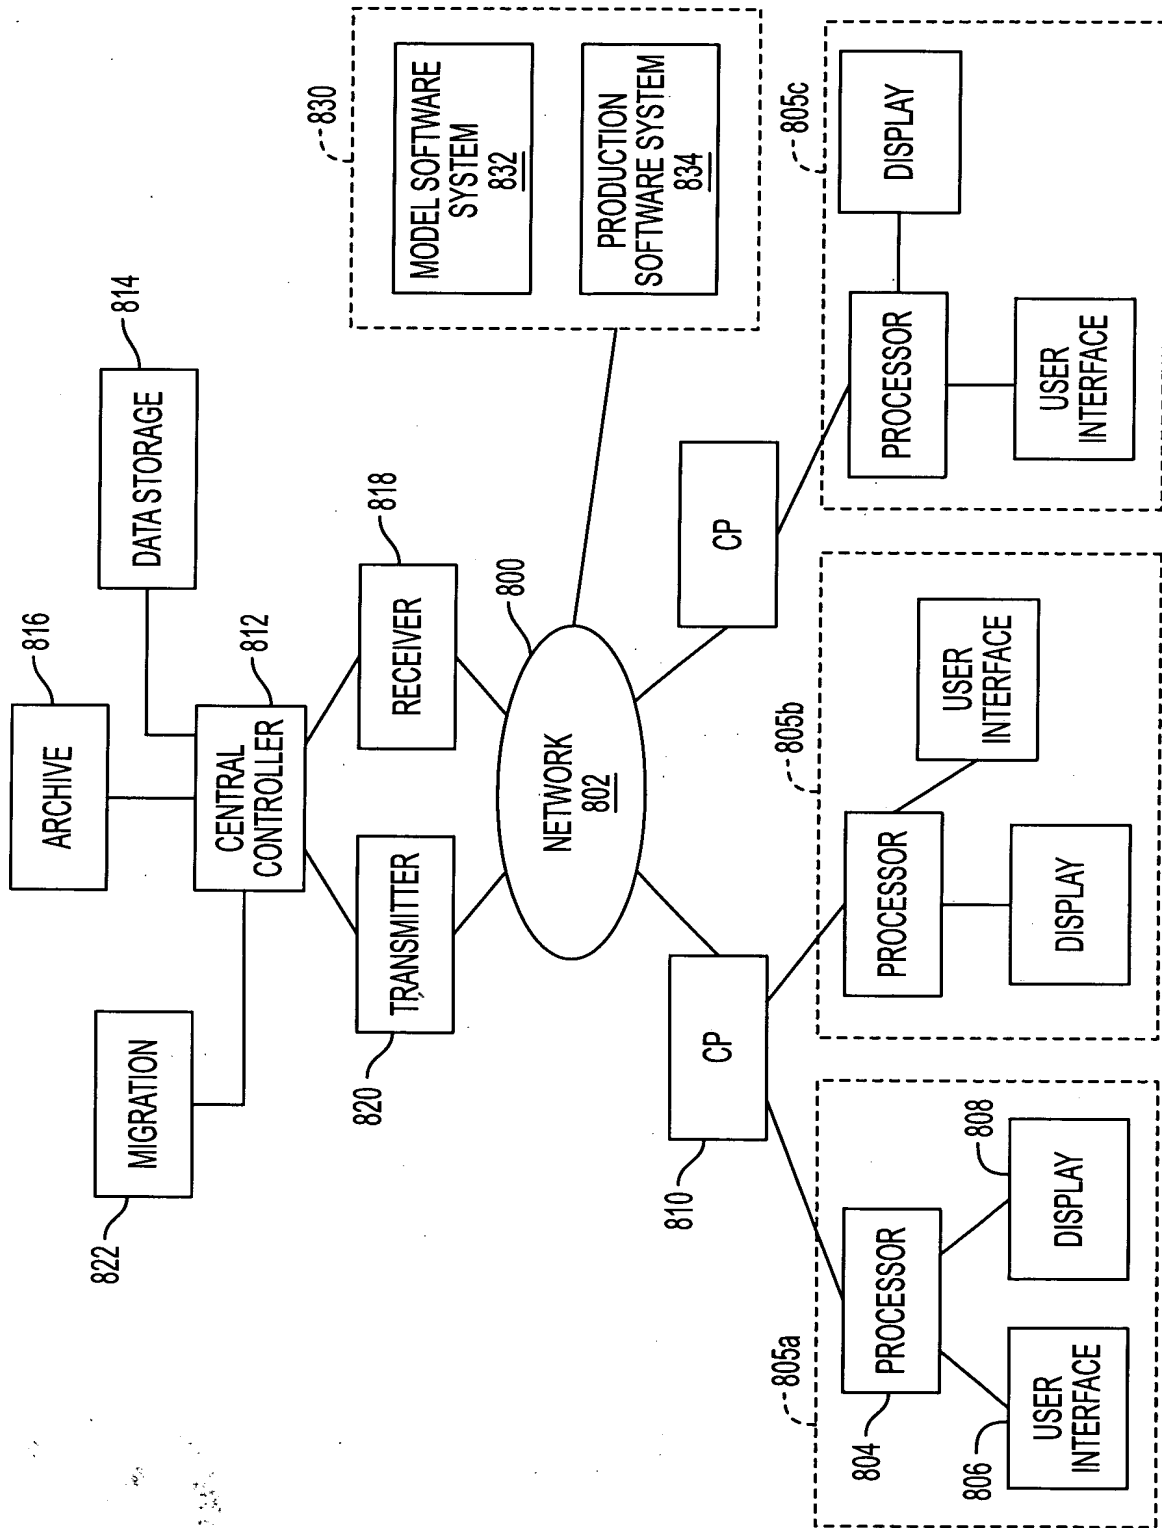 822
MIGRATION
816
ARCHIVE
814
DATA STORAGE
812
CENTRAL
CONTROLLER
820
TRANSMITTER
818
RECEIVER
800
NETWORK
802
830
MODEL SOFTWARE
SYSTEM
832
PRODUCTION
SOFTWARE SYSTEM
834
810
CP
CP
805a
804
PROCESSOR
806
USER
INTERFACE
808
DISPLAY
805b
PROCESSOR
DISPLAY
USER
INTERFACE
805c
PROCESSOR
USER
INTERFACE
DISPLAY